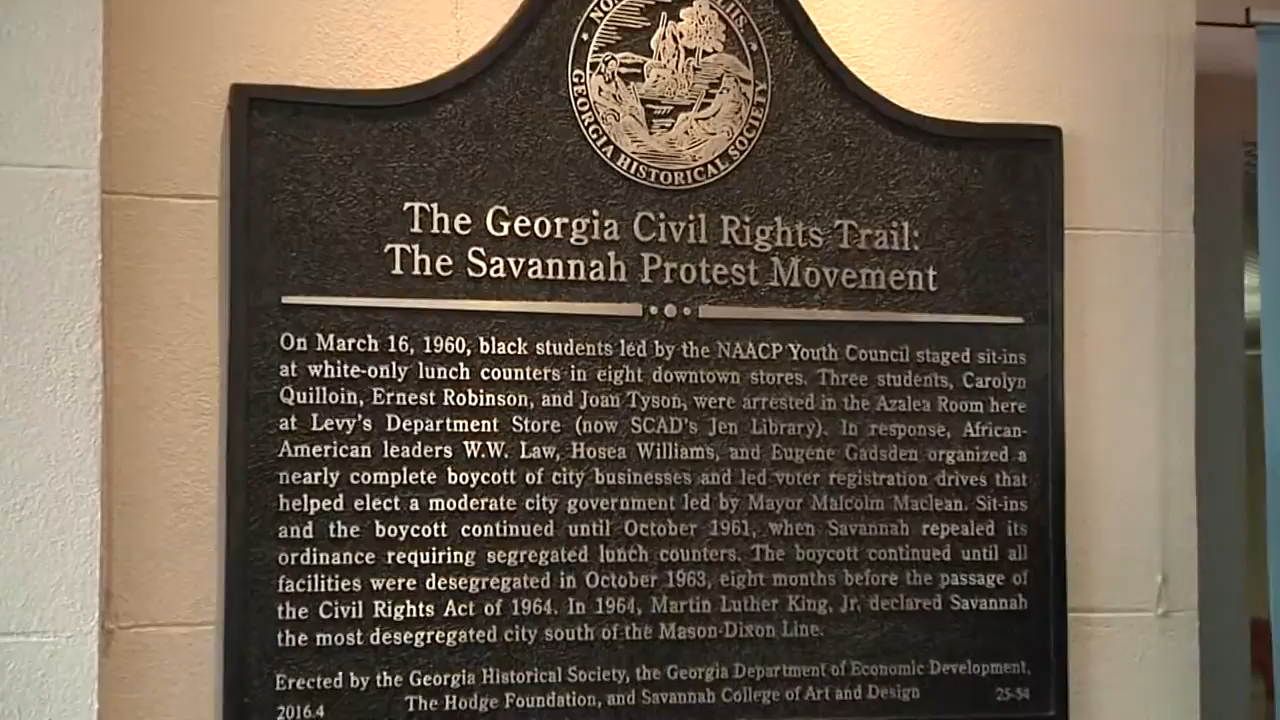 GEORGIA HISTORICAL SOCIETY
The Georgia Civil Rights Trail:
The Savannah Protest Movement
On March 16, 1960, black students led by the NAACP Youth Council staged sit-ins
at white-only lunch counters in eight downtown stores. Three students, Carolyn
Quilloin, Ernest Robinson, and Joan Tyson, were arrested in the Azalea Room here
at Levy's Department Store (now SCAD's Jen Library). In response, African-
American leaders W.W. Law, Hosea Williams, and Eugene Gadsden organized a
nearly complete boycott of city businesses and led voter registration drives that
helped elect a moderate city government led by Mayor Malcolm Maclean. Sit-ins
and the boycott continued until October 1961, when Savannah repealed its
ordinance requiring segregated lunch counters. The boycott continued until all
facilities were desegregated in October 1963, eight months before the passage of
the Civil Rights Act of 1964. In 1964, Martin Luther King, Jr. declared Savannah
the most desegregated city south of the Mason-Dixon Line.
Erected by the Georgia Historical Society, the Georgia Department of Economic Development,
The Hodge Foundation, and Savannah College of Art and Design
2016.4
25-54